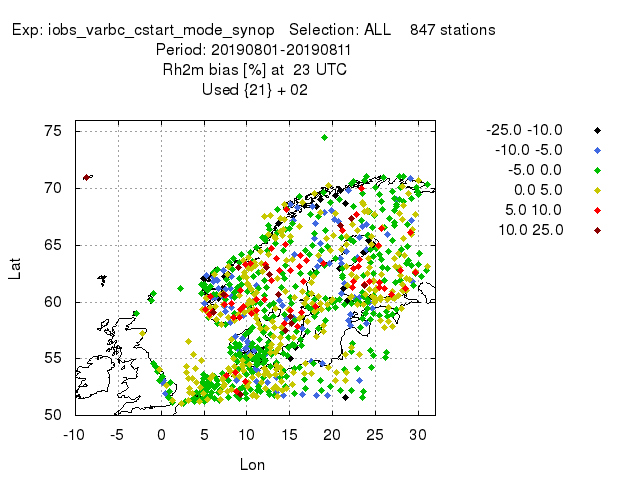 Exp: iobs_varbc_cstart_mode_synop Selection: ALL 847 stations
Period: 20190801-20190811
Rh2m bias [%] at 23 UTC
Used {21} + 02
-25.0 -10.0
-10.0 -5.0
-5.0 0.0
0.0 5.0
5.0 10.0
10.0 25.0
75
70
65
60
55
50
Lat
-10 -5 0 5 10 15 20 25 30
Lon